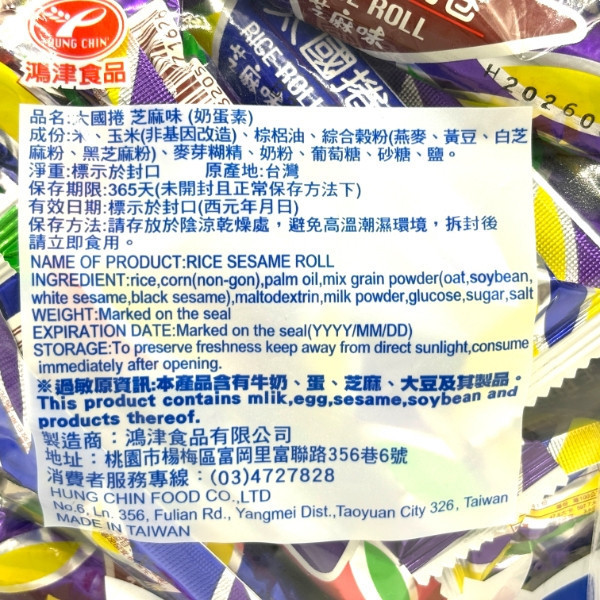 HUNG CHIN
鴻津食品
ROLL
芝麻味
RICE ROLL
大國捲
芝麻味
H20260
品名:大國捲 芝麻味 (奶蛋素)
成份:米、玉米(非基因改造)、棕梠油、綜合穀粉(燕麥、黃豆、白芝
麻粉、黑芝麻粉)、麥芽糊精、奶粉、葡萄糖、砂糖、鹽。
淨重:標示於封口 原產地:台灣
保存期限:365天(未開封且正常保存方法下)
有效日期:標示於封口(西元年月日)
保存方法:請存放於陰涼乾燥處，避免高溫潮濕環境，拆封後
請立即食用。
NAME OF PRODUCT:RICE SESAME ROLL
INGREDIENT:rice,corn(non-gon),palm oil,mix grain powder(oat,soybean,
white sesame,black sesame),maltodextrin,milk powder,glucose,sugar,salt
WEIGHT:Marked on the seal
EXPIRATION DATE:Marked on the seal(YYYY/MM/DD)
STORAGE:To preserve freshness keep away from direct sunlight,consume
immediately after opening.
※過敏原資訊:本產品含有牛奶、蛋、芝麻、大豆及其製品。
This product contains mlik,egg,sesame,soybean and
products thereof.
製造商：鴻津食品有限公司
地址：桃園市楊梅區富岡里富聯路356巷6號
消費者服務專線：(03)4727828
HUNG CHIN FOOD CO.,LTD
No.6, Ln. 356, Fulian Rd., Yangmei Dist.,Taoyuan City 326, Taiwan
MADE IN TAIWAN